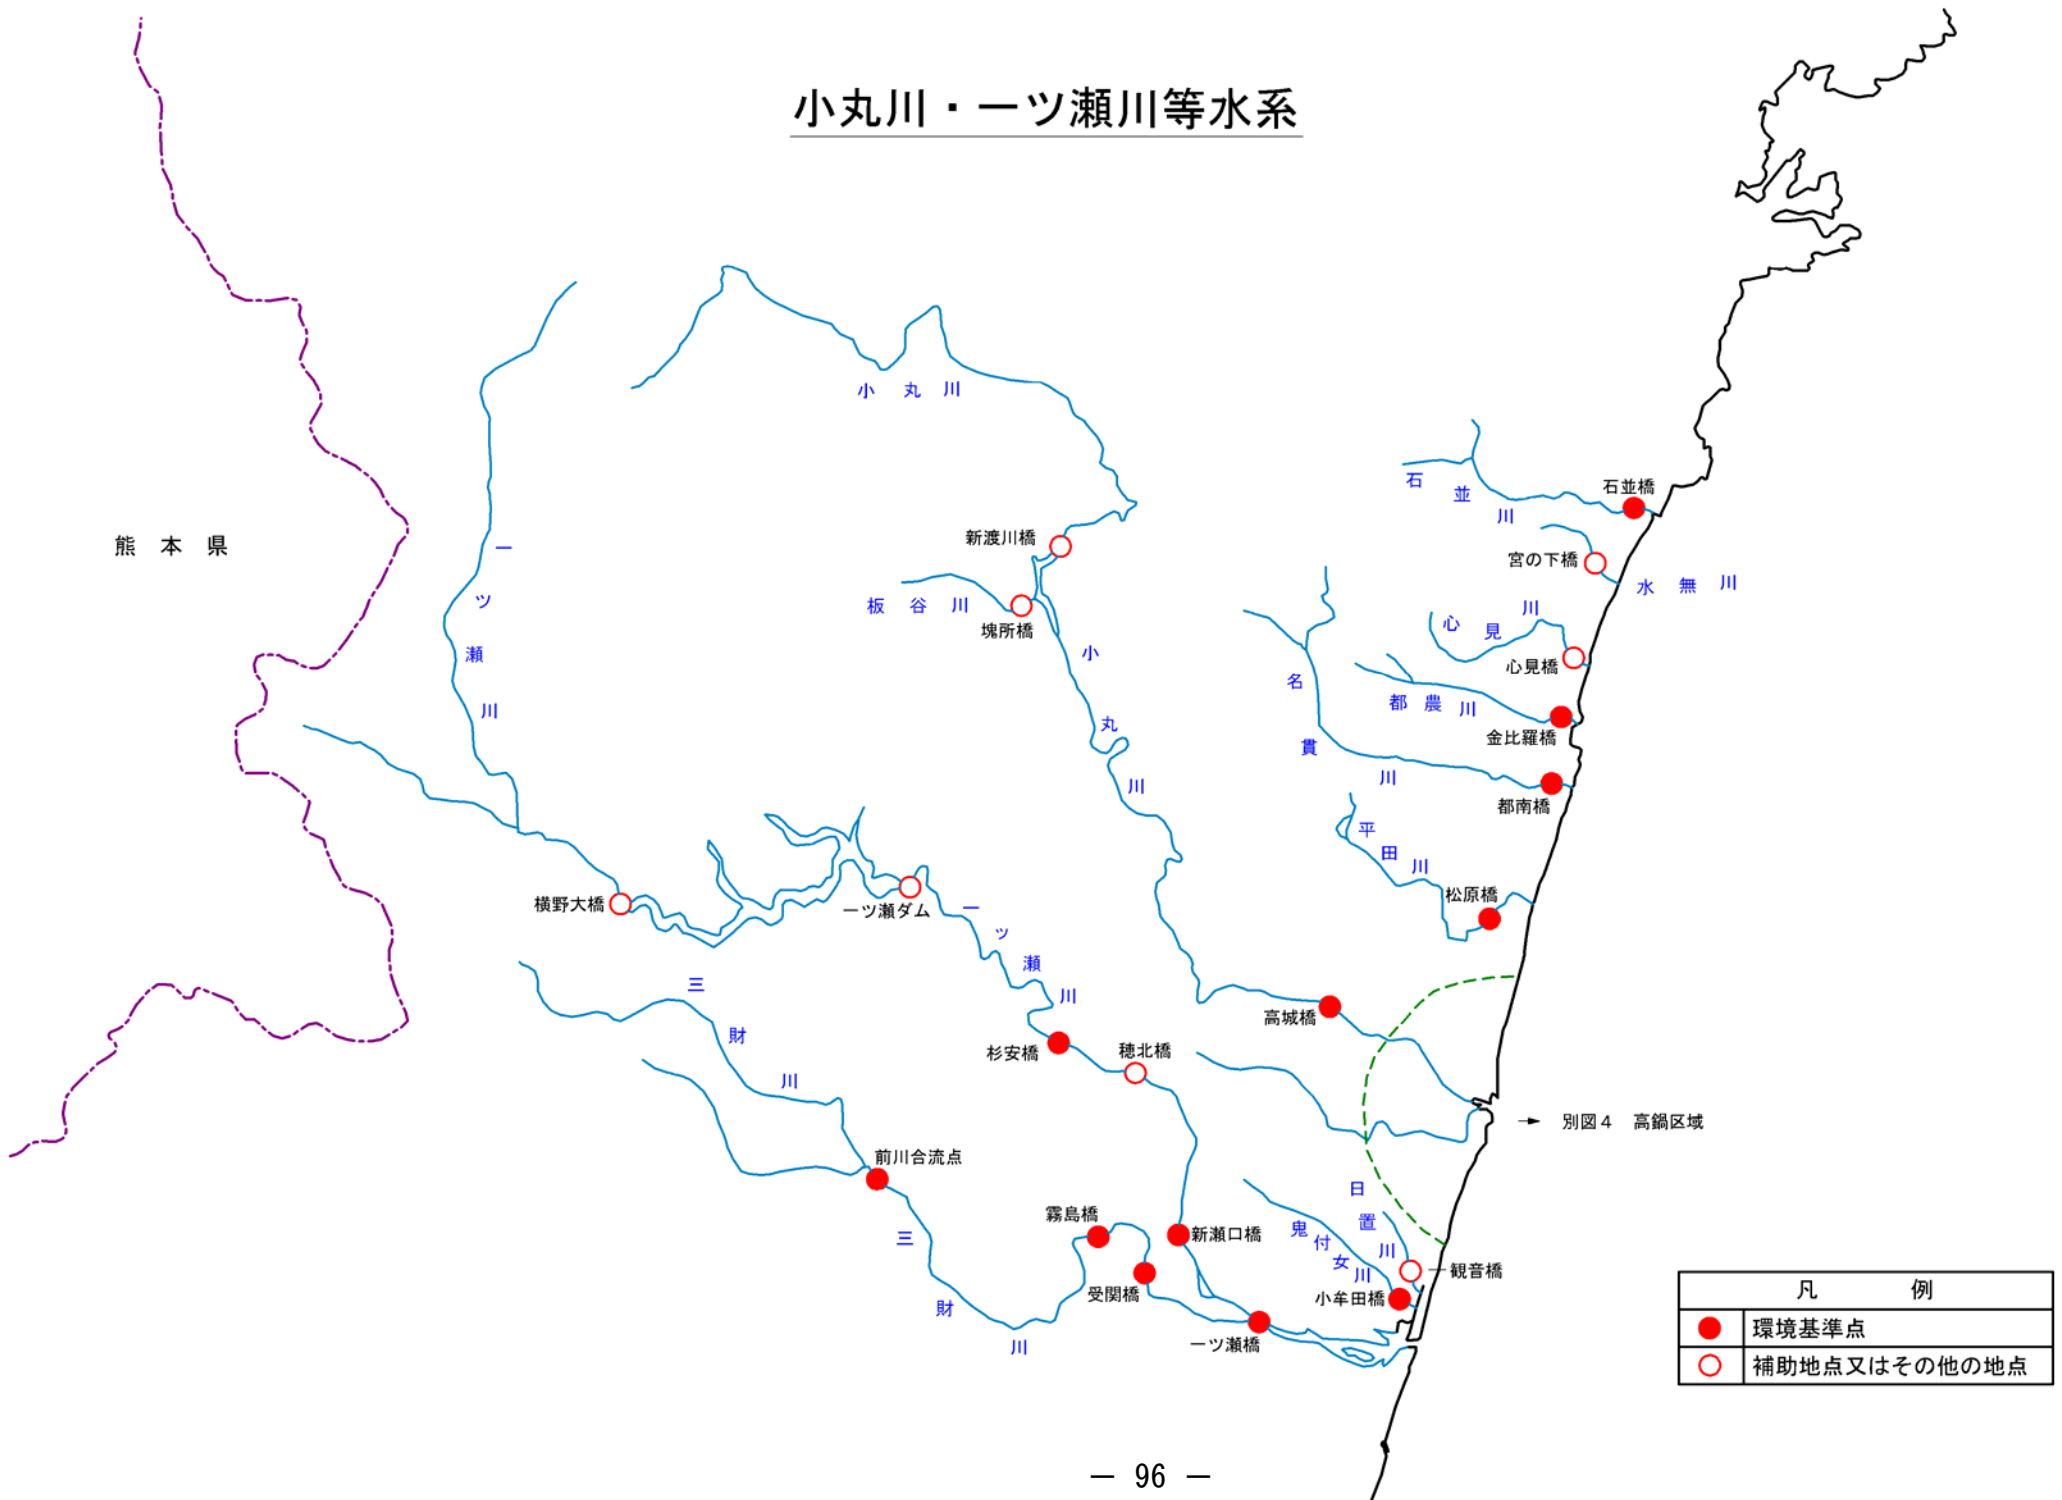 小丸川・一ツ瀬川等水系
小丸川
石並川
石並橋
熊本県
新渡川橋
宮の下橋
水無川
一ツ瀬川
板谷川
塊所橋
心見川
心見橋
小丸川
名貫川
都農川
金比羅橋
都南橋
平田川
松原橋
横野大橋
一ツ瀬ダム
一ツ瀬川
三財川
高城橋
杉安橋
穂北橋
→ 別図4 高鍋区域
前川合流点
霧島橋
新瀬口橋
日置川
鬼付女川
観音橋
三財川
受関橋
小牟田橋
一ツ瀬橋
凡例
環境基準点
補助地点又はその他の地点
― 96 ―